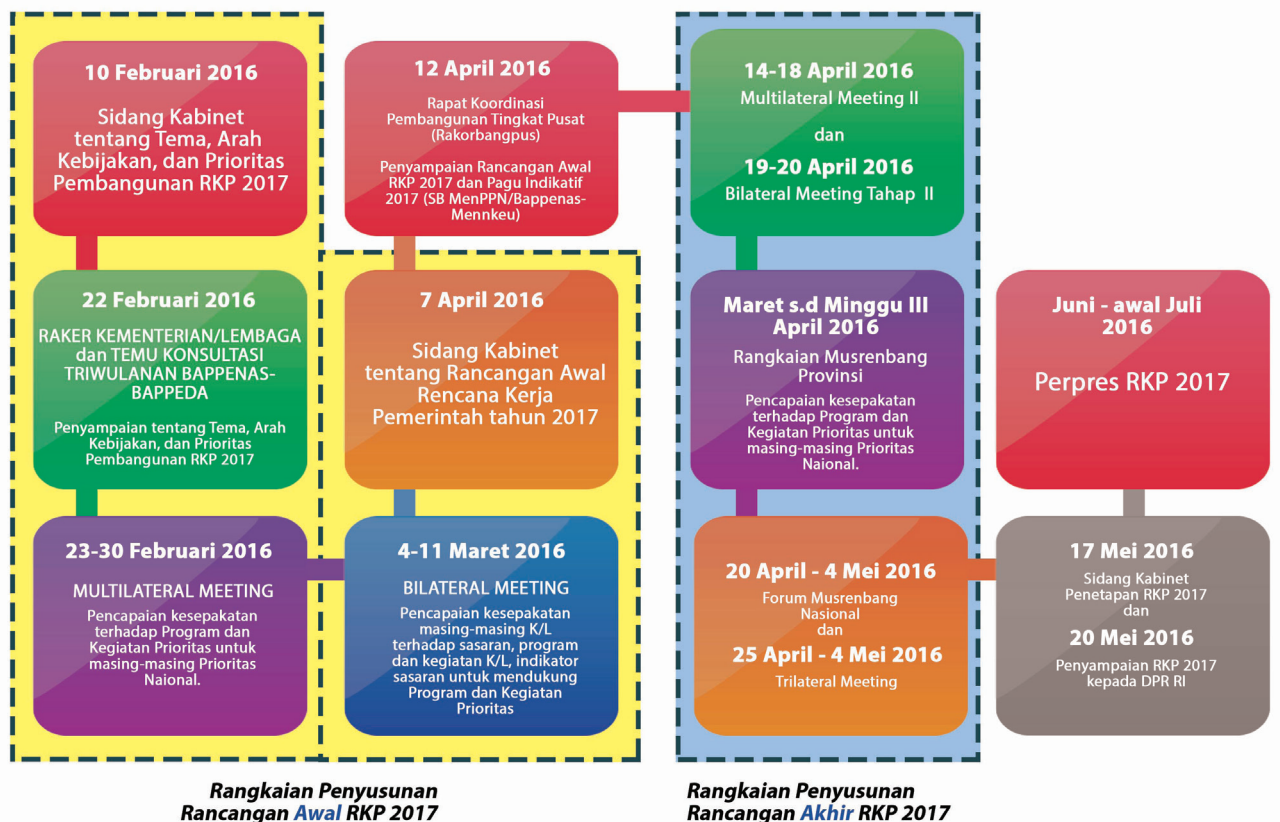 10 Februari 2016
Sidang Kabinet
tentang Tema, Arah
Kebijakan, dan Prioritas
Pembangunan RKP 2017
22 Februari 2016
RAKER KEMENTERIAN/LEMBAGA
dan TEMU KONSULTASI
TRIWULANAN BAPPENAS-
BAPPEDA
Penyampaian tentang Tema, Arah
Kebijakan, dan Prioritas
Pembangunan RKP 2017
23-30 Februari 2016
MULTILATERAL MEETING
Pencapaian kesepakatan
terhadap Program dan
Kegiatan Prioritas untuk
masing-masing Prioritas
Naional.
4-11 Maret 2016
BILATERAL MEETING
Pencapaian kesepakatan
masing-masing K/L
terhadap sasaran, program
dan kegiatan K/L, indikator
sasaran untuk mendukung
Program dan Kegiatan
Prioritas
7 April 2016
Sidang Kabinet
tentang Rancangan Awal
Rencana Kerja
Pemerintah tahun 2017
12 April 2016
Rapat Koordinasi
Pembangunan Tingkat Pusat
(Rakorbangpus)
Penyampaian Rancangan Awal
RKP 2017 dan Pagu Indikatif
2017 (SB MenPPN/Bappenas-
Mennkeu)
14-18 April 2016
Multilateral Meeting II
dan
19-20 April 2016
Bilateral Meeting Tahap II
Maret s.d Minggu III
April 2016
Rangkaian Musrenbang
Provinsi
Pencapaian kesepakatan
terhadap Program dan
Kegiatan Prioritas untuk
masing-masing Prioritas
Naional.
20 April - 4 Mei 2016
Forum Musrenbang
Nasional
dan
25 April - 4 Mei 2016
Trilateral Meeting
17 Mei 2016
Sidang Kabinet
Penetapan RKP 2017
dan
20 Mei 2016
Penyampaian RKP 2017
kepada DPR RI
Juni - awal Juli
2016
Perpres RKP 2017
Rangkaian Penyusunan
Rancangan Awal RKP 2017
Rangkaian Penyusunan
Rancangan Akhir RKP 2017